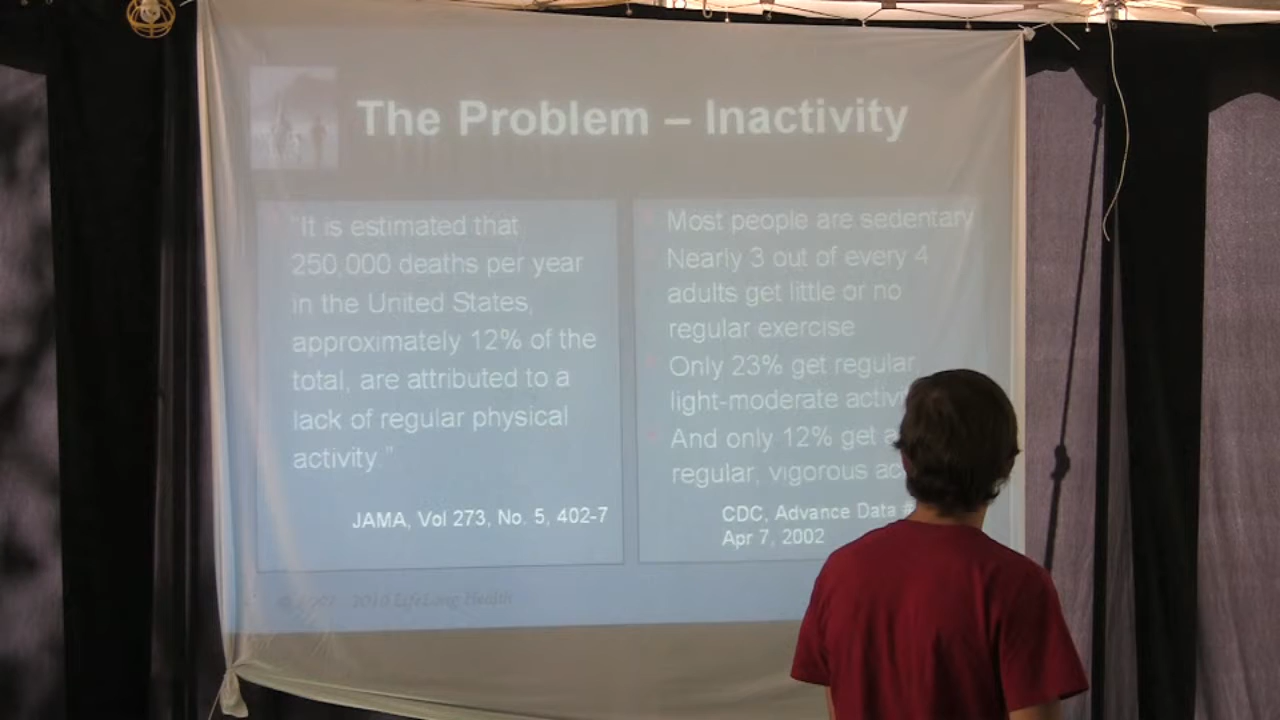 The Problem – Inactivity
"It is estimated that
250,000 deaths per year
in the United States,
approximately 12% of the
total, are attributed to a
lack of regular physical
activity."
JAMA, Vol 273, No. 5, 402-7
Most people are sedentary
Nearly 3 out of every 4
adults get little or no
regular exercise
Only 23% get regular,
light-moderate
And only 12% get
regular, vigorous
CDC, Advance Data
Apr 7, 2002
2010 LifeLong Health